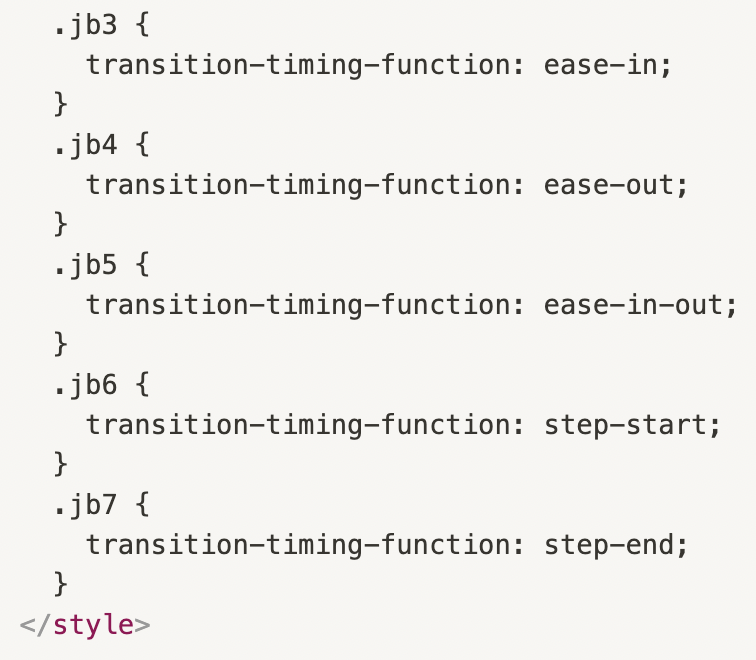 .jb3 {
transition-timing-function: ease-in;
}
.jb4 {
transition-timing-function: ease-out;
}
.jb5 {
transition-timing-function: ease-in-out;
}
.jb6 {
transition-timing-function: step-start;
}
.jb7 {
transition-timing-function: step-end;
}
</style>